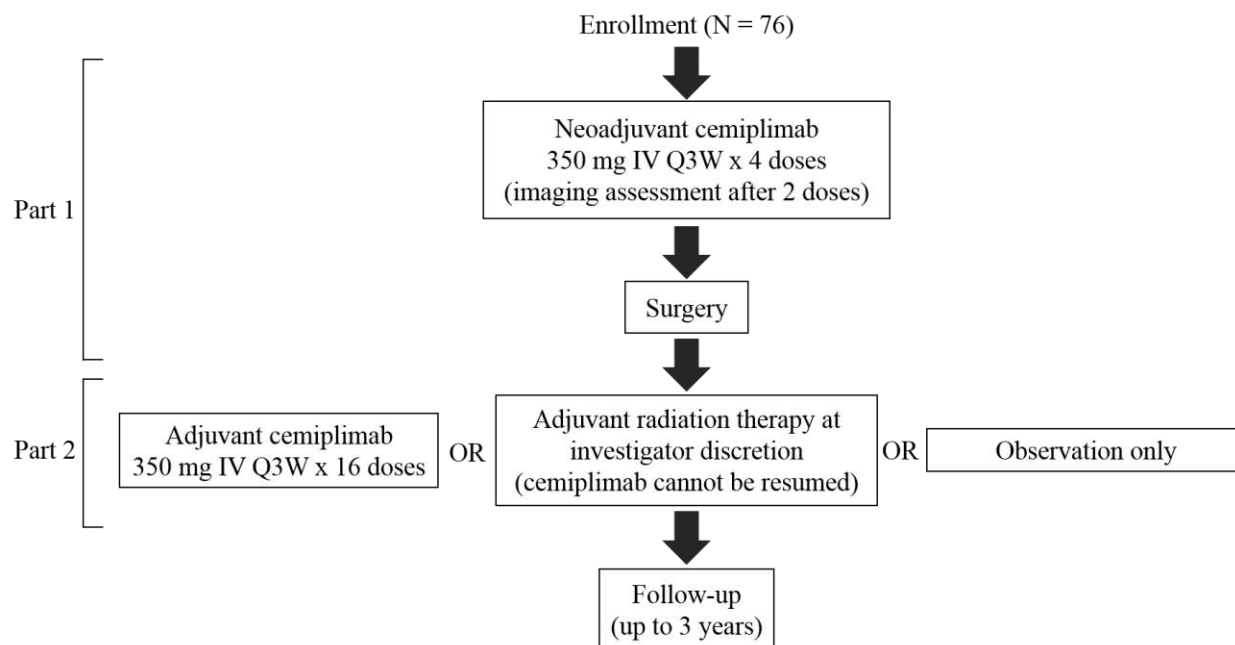 Enrollment (N = 76)
Part 1
Neoadjuvant cemiplimab
350 mg IV Q3W x 4 doses
(imaging assessment after 2 doses)
Surgery
Part 2
Adjuvant cemiplimab
350 mg IV Q3W x 16 doses
OR
Adjuvant radiation therapy at
investigator discretion
(cemiplimab cannot be resumed)
OR
Observation only
Follow-up
(up to 3 years)